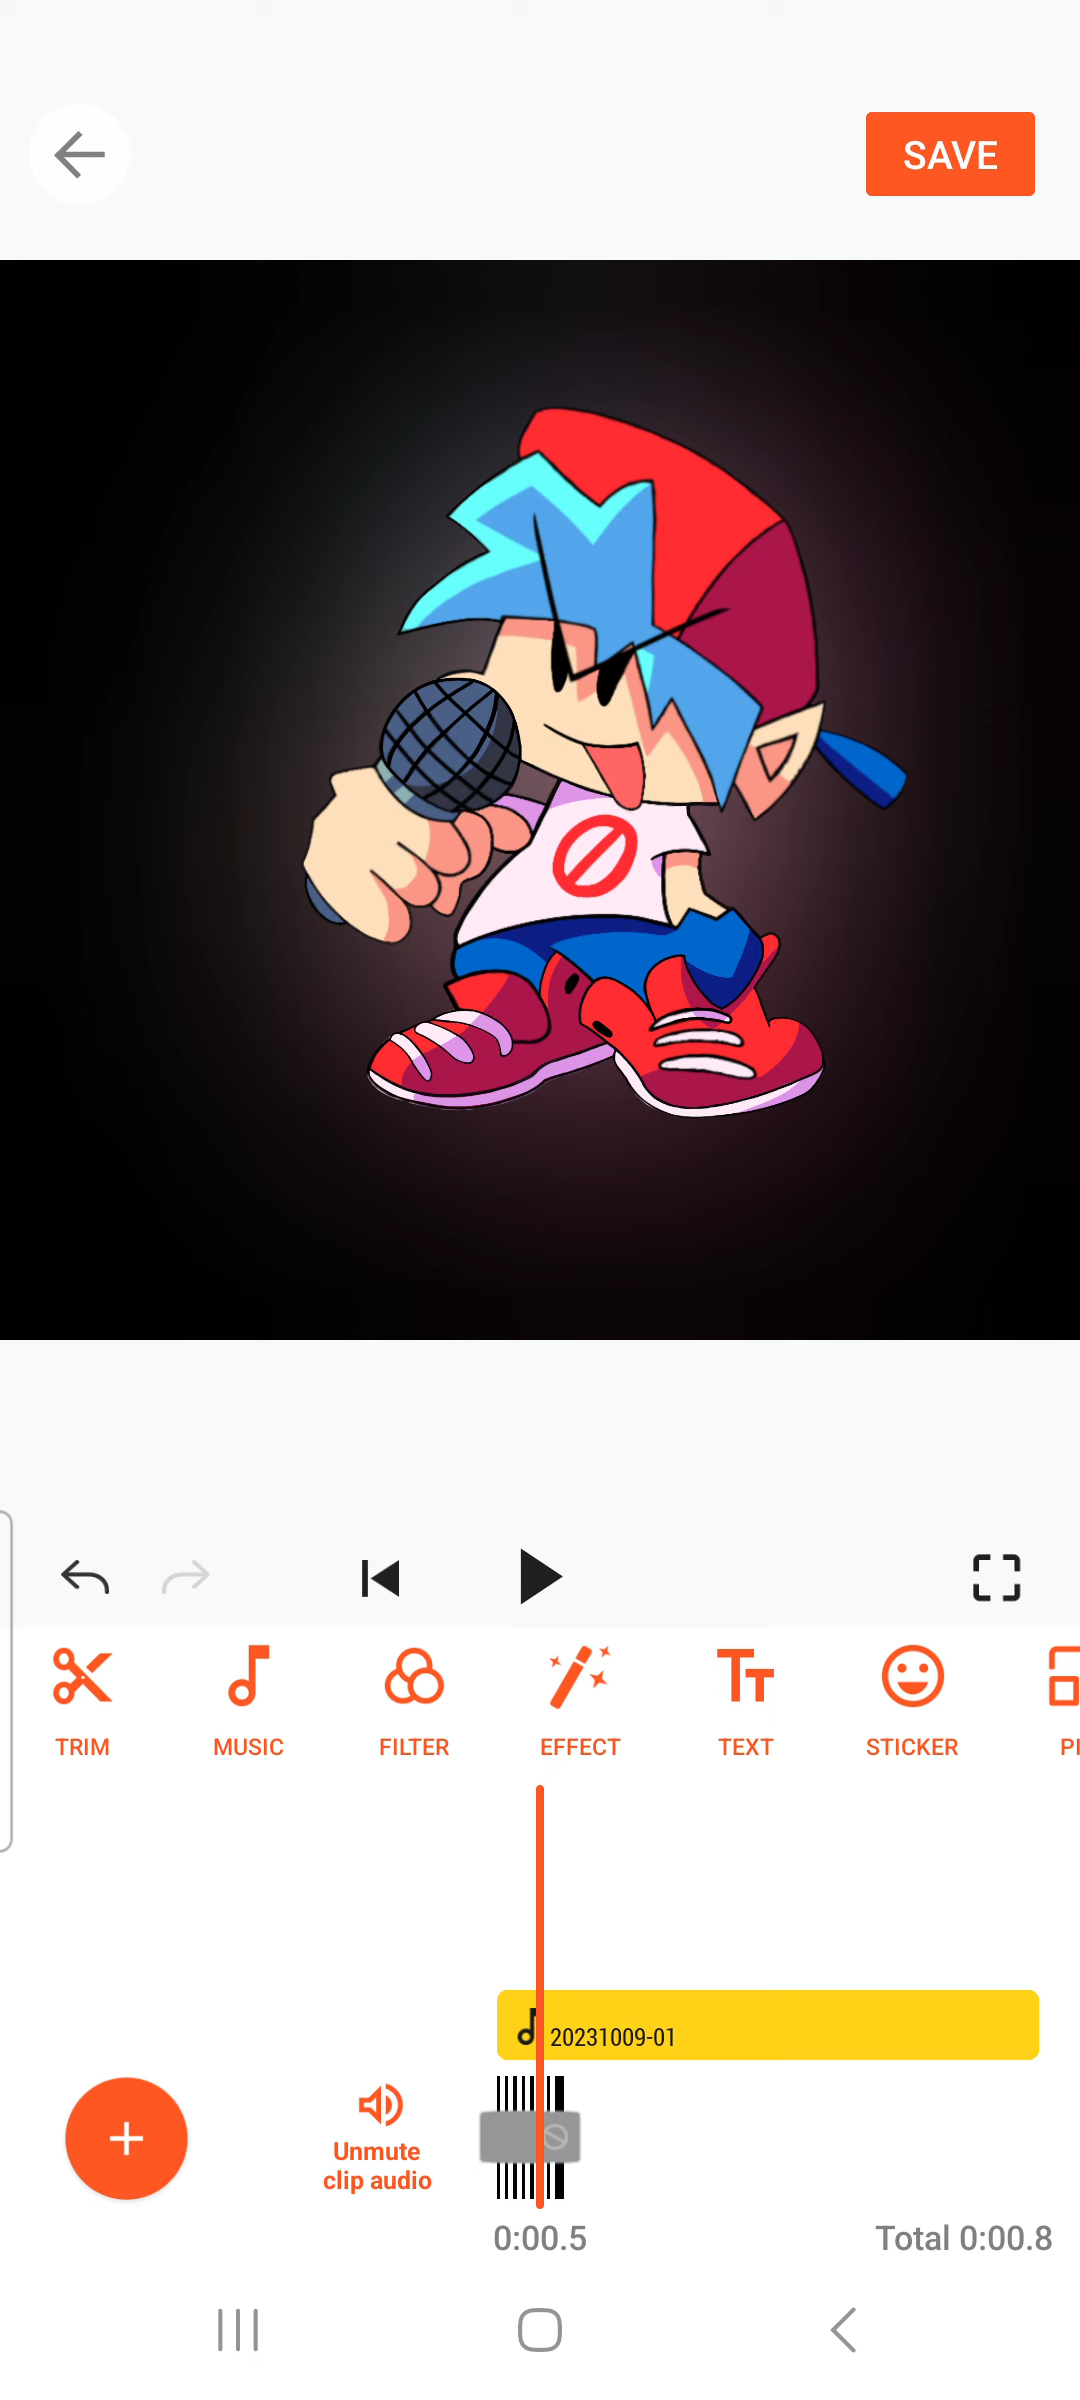 SAVE
TRIM
MUSIC
FILTER
EFFECT
TEXT
STICKER
PI
20231009-01
Unmute
clip audio
0:00.5
Total 0:00.8